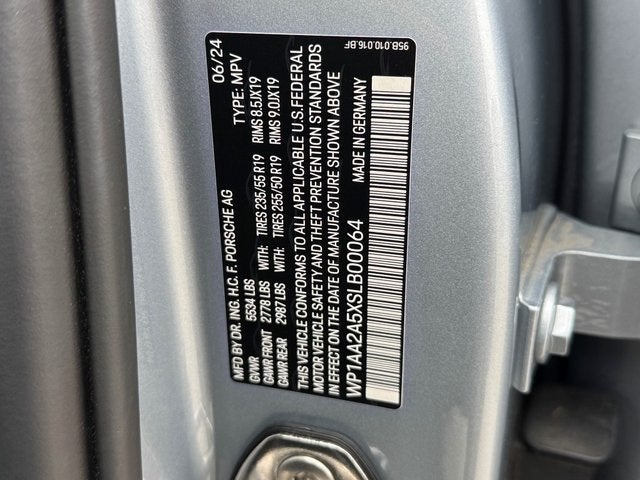 95B.010.016.BF
MFD BY DR. ING. H.C. F. PORSCHE AG 06/24
GVWR 5534 LBS TYPE: MPV
GAWR FRONT 2778 LBS WITH: TIRES 235/55 R19 RIMS 8.5JX19
GAWR REAR 2987 LBS WITH: TIRES 255/50 R19 RIMS 9.0JX19
THIS VEHICLE CONFORMS TO ALL APPLICABLE U.S. FEDERAL
MOTOR VEHICLE SAFETY AND THEFT PREVENTION STANDARDS
IN EFFECT ON THE DATE OF MANUFACTURE SHOWN ABOVE
WP1AA2A5XSLB00064 MADE IN GERMANY